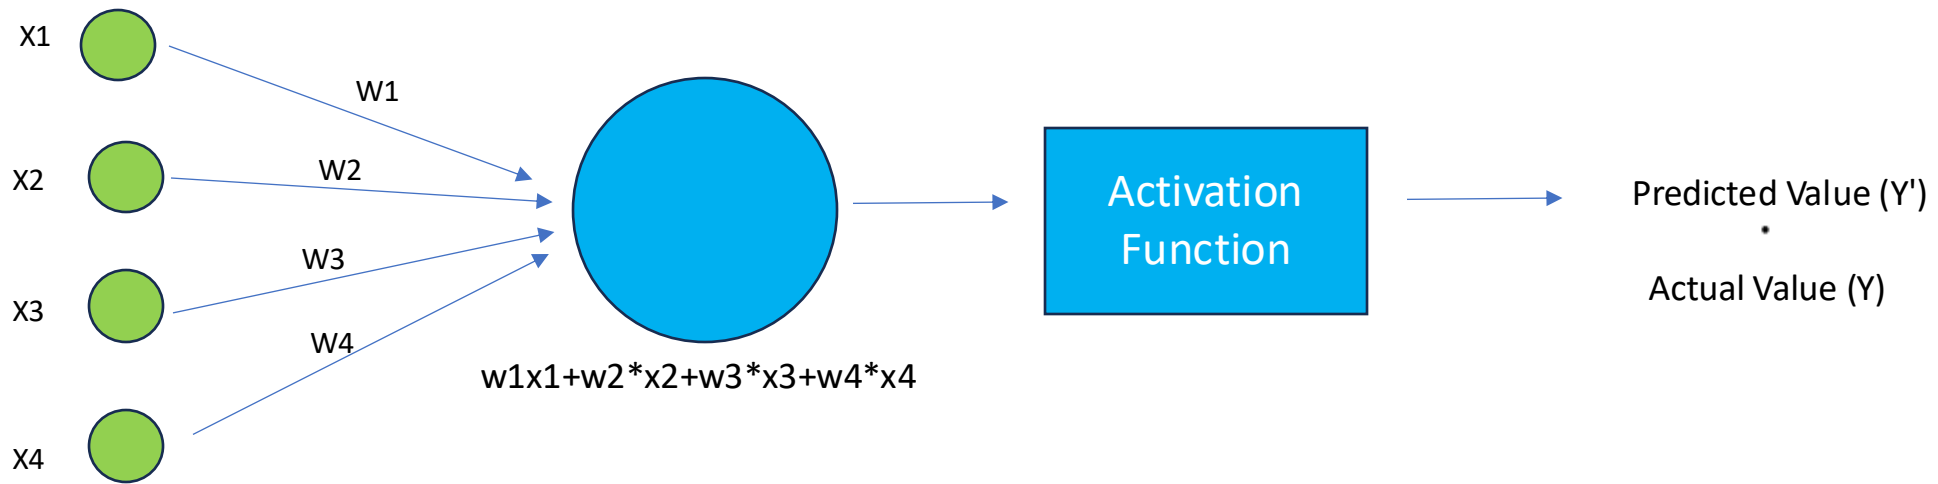 X1
W1
X2
W2
W3
X3
W4
X4
w1x1+w2*x2+w3*x3+w4*x4
Activation
Function
Predicted Value (Y')
Actual Value (Y)